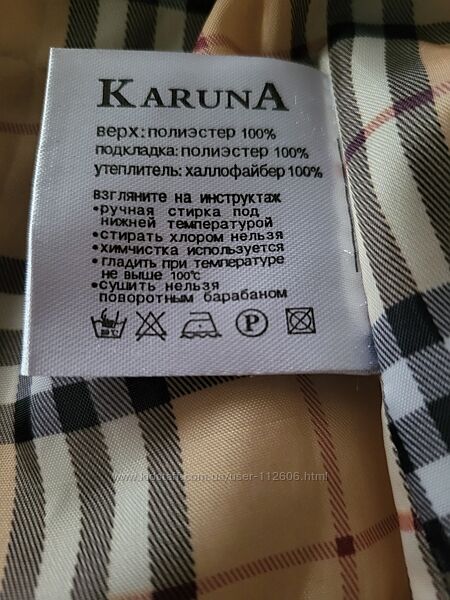 KARUNA
верх: полиэстер 100%
подкладка: полиэстер 100%
утеплитель: халлофайбер 100%
взгляните на инструктаж
•ручная стирка под
нижней температурой
•стирать хлором нельзя
•химчистка используется
•гладить при температуре
не выше 100°C
•сушить нельзя
поворотным барабаном
P